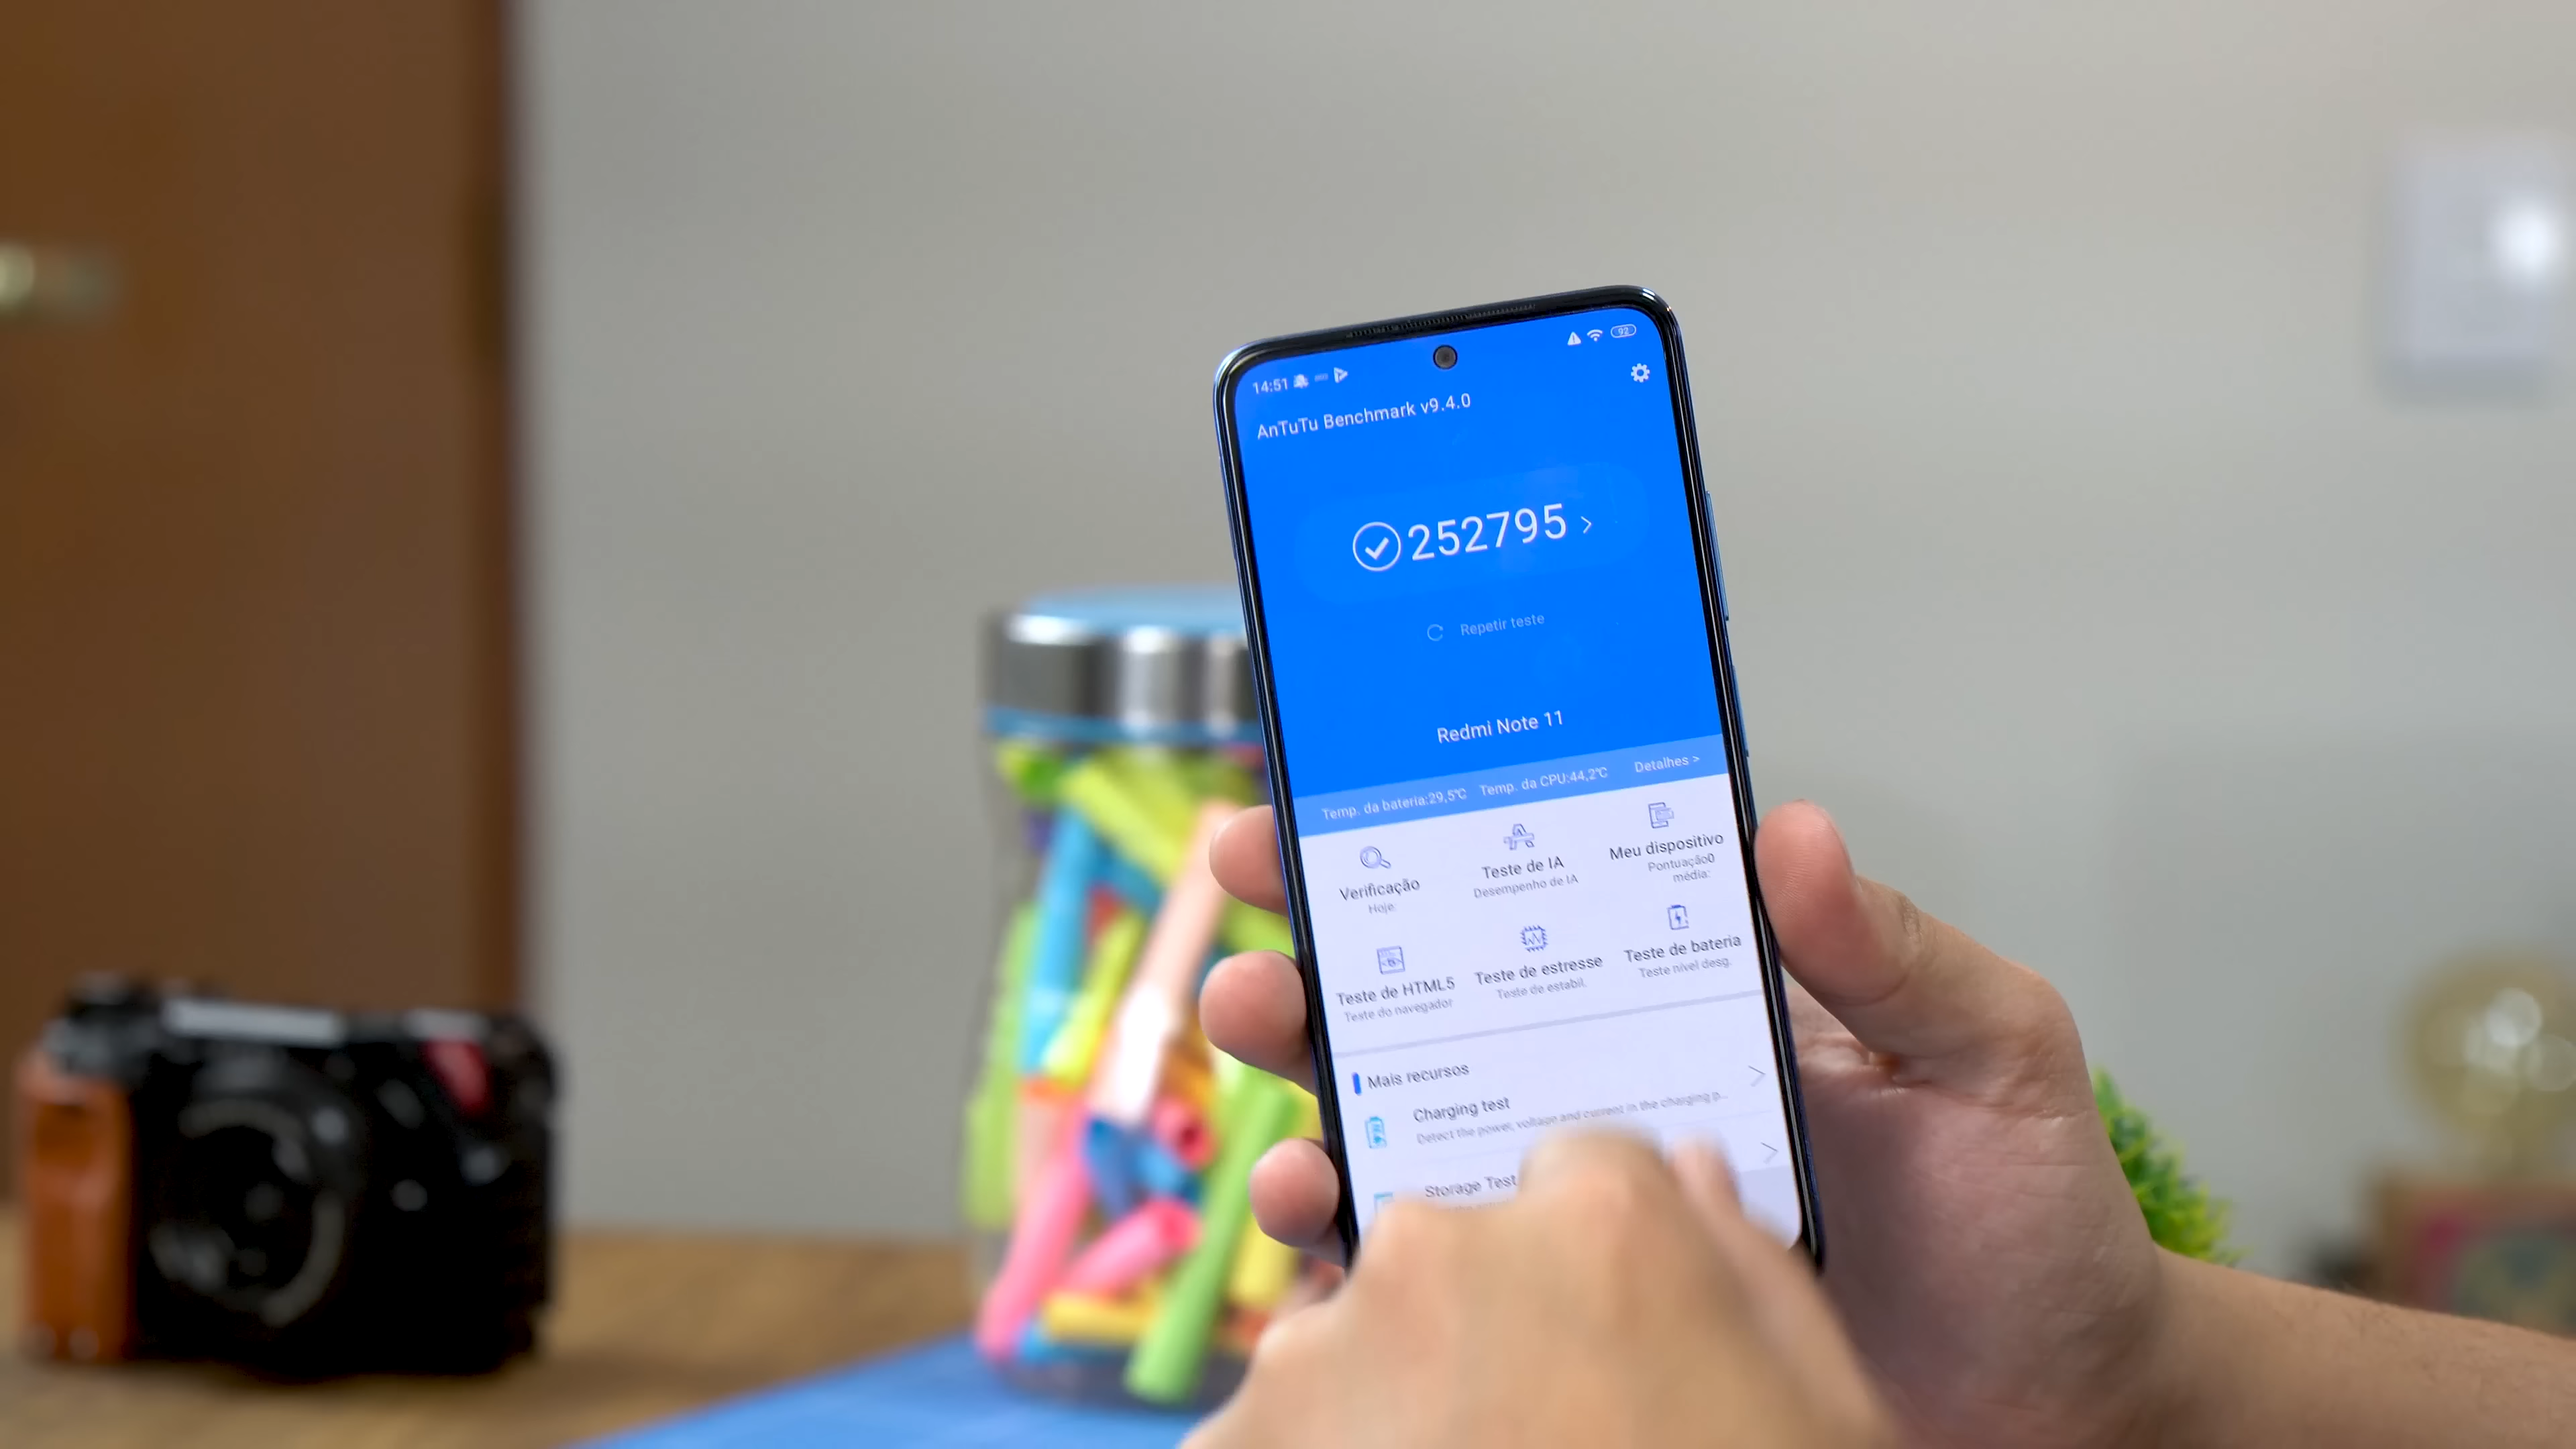 14:51
92
AnTuTu Benchmark v9.4.0
252795
Repetir teste
Redmi Note 11
Temp. da bateria:29,5℃ Temp. da CPU:44,2℃ Detalhes >
Verificação
Hoje
Teste de IA
Desempenho de IA
Meu dispositivo
Pontuação0
média:
Teste de HTML5
Teste do navegador
Teste de estresse
Teste de estabil.
Teste de bateria
Teste nível desg.
Mais recursos
Charging test
Detect the power, voltage and current in the charging p...
Storage Test